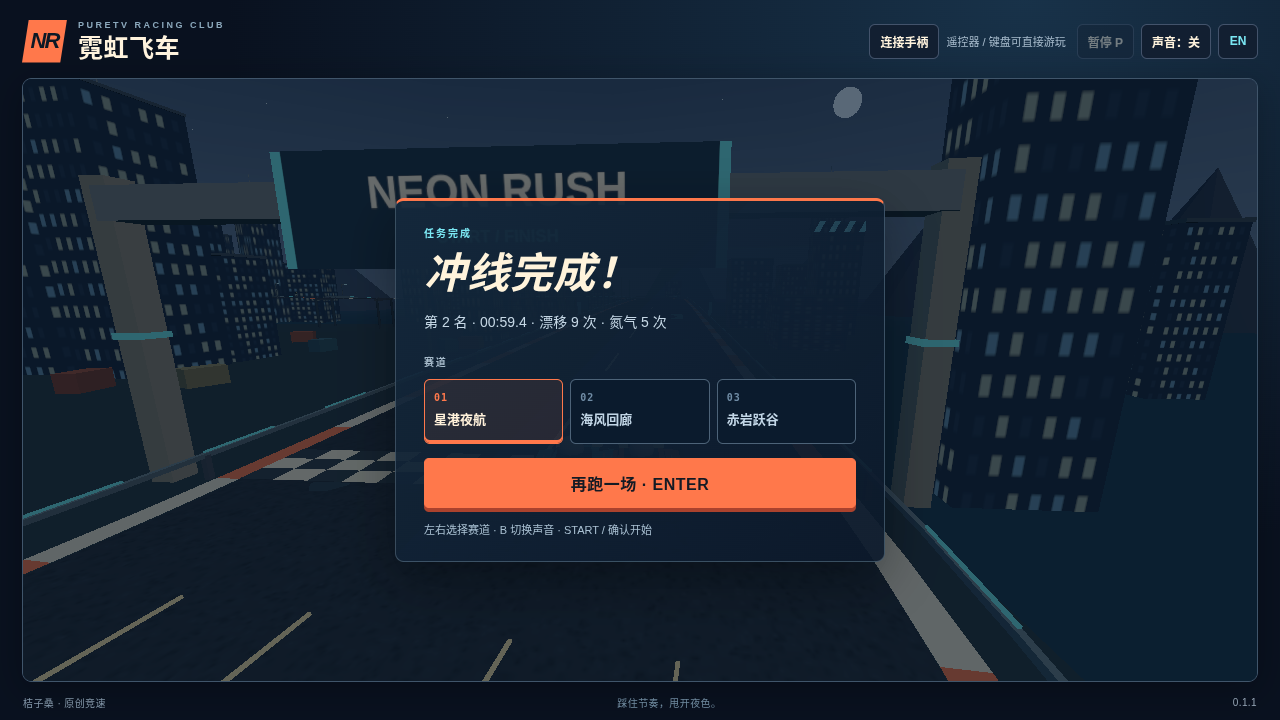 NR
PURETV RACING CLUB
霓虹飞车
连接手柄
遥控器 / 键盘可直接游玩
暂停 P
声音：关
EN
NEON RUSH
任务完成
冲线完成！
第 2 名 · 00:59.4 · 漂移 9 次 · 氮气 5 次
赛道
01
星港夜航
02
海风回廊
03
赤岩跃谷
再跑一场 · ENTER
左右选择赛道 · B 切换声音 · START / 确认开始
桔子桑 · 原创竞速
踩住节奏，甩开夜色。
0.1.1